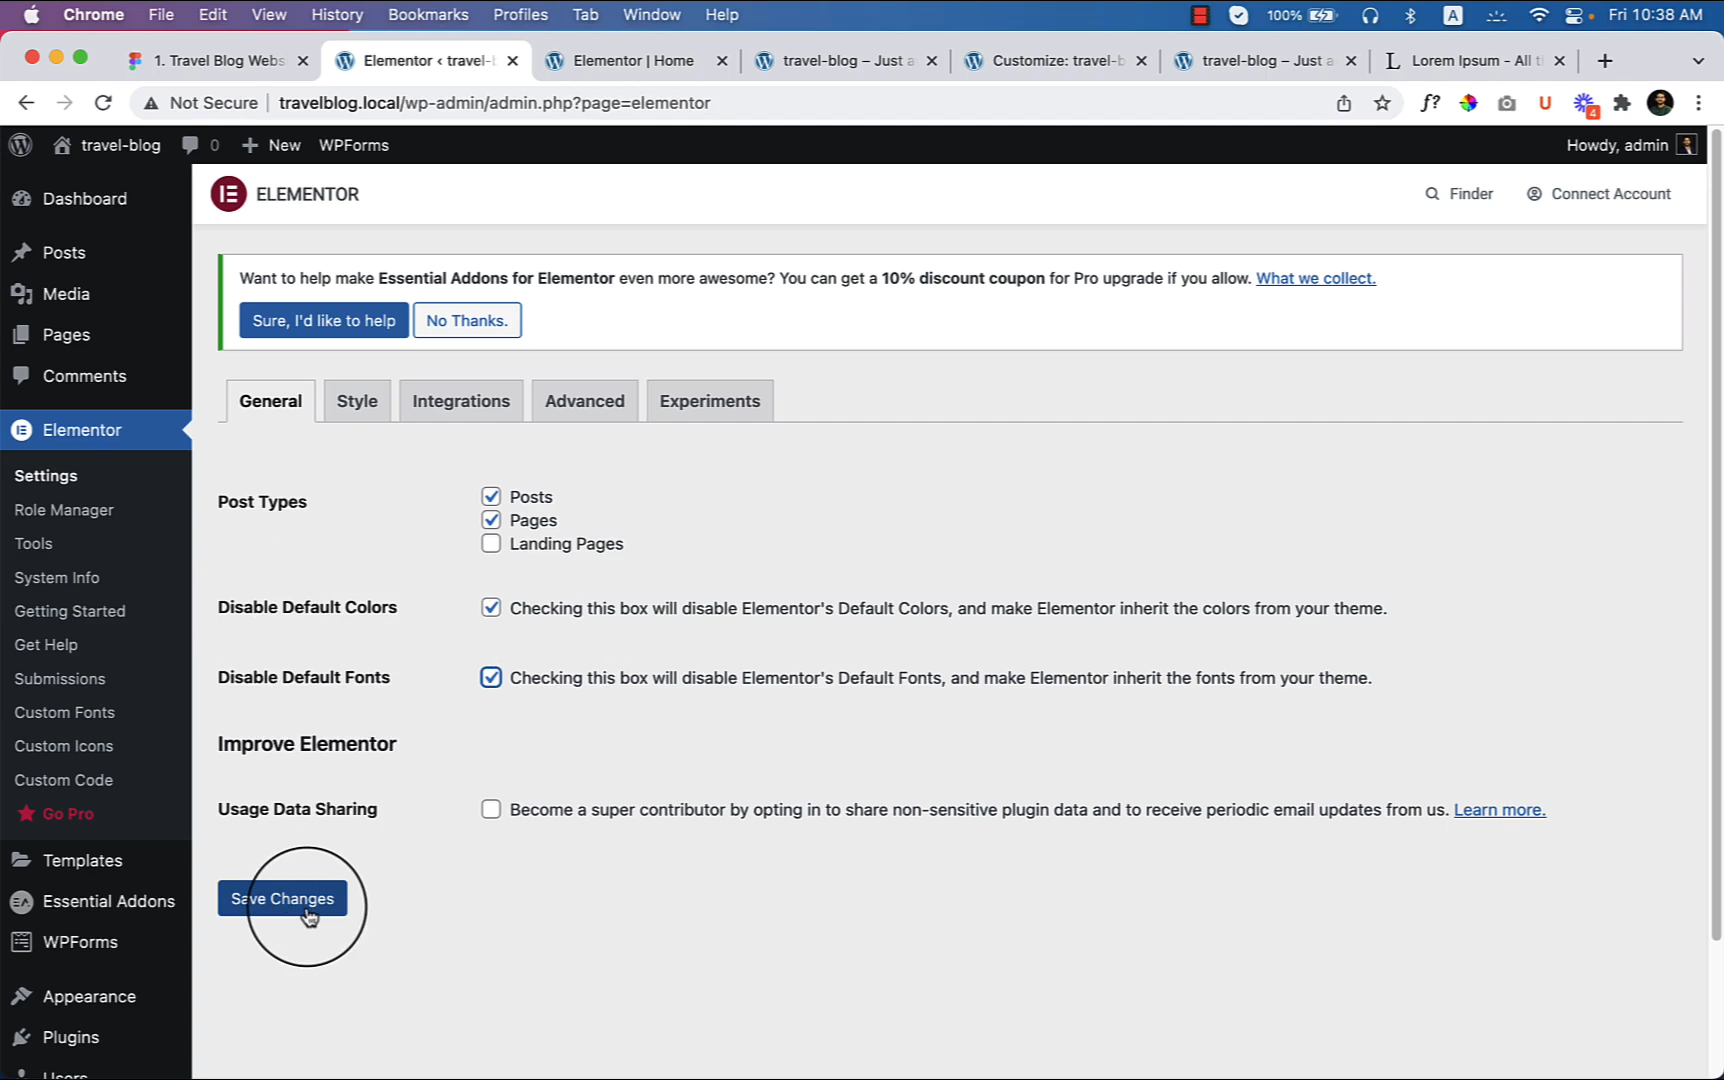 Chrome File Edit View History Bookmarks Profiles Tab Window Help 100% A Fri 10:38 AM
1. Travel Blog Webs Elementor ‹ travel-b Elementor | Home travel-blog – Just a Customize: travel-b travel-blog – Just a L Lorem Ipsum - All t
Not Secure travelblog.local/wp-admin/admin.php?page=elementor f? U 4
travel-blog 0 New WPForms Howdy, admin
Dashboard
Posts
Media
Pages
Comments
Elementor
Settings
Role Manager
Tools
System Info
Getting Started
Get Help
Submissions
Custom Fonts
Custom Icons
Custom Code
Go Pro
Templates
EA Essential Addons
WPForms
Appearance
Plugins
Users
ELEMENTOR Finder Connect Account
Want to help make Essential Addons for Elementor even more awesome? You can get a 10% discount coupon for Pro upgrade if you allow. What we collect.
Sure, I'd like to help No Thanks.
General Style Integrations Advanced Experiments
Post Types Posts
Pages
Landing Pages
Disable Default Colors Checking this box will disable Elementor's Default Colors, and make Elementor inherit the colors from your theme.
Disable Default Fonts Checking this box will disable Elementor's Default Fonts, and make Elementor inherit the fonts from your theme.
Improve Elementor
Usage Data Sharing Become a super contributor by opting in to share non-sensitive plugin data and to receive periodic email updates from us. Learn more.
Save Changes